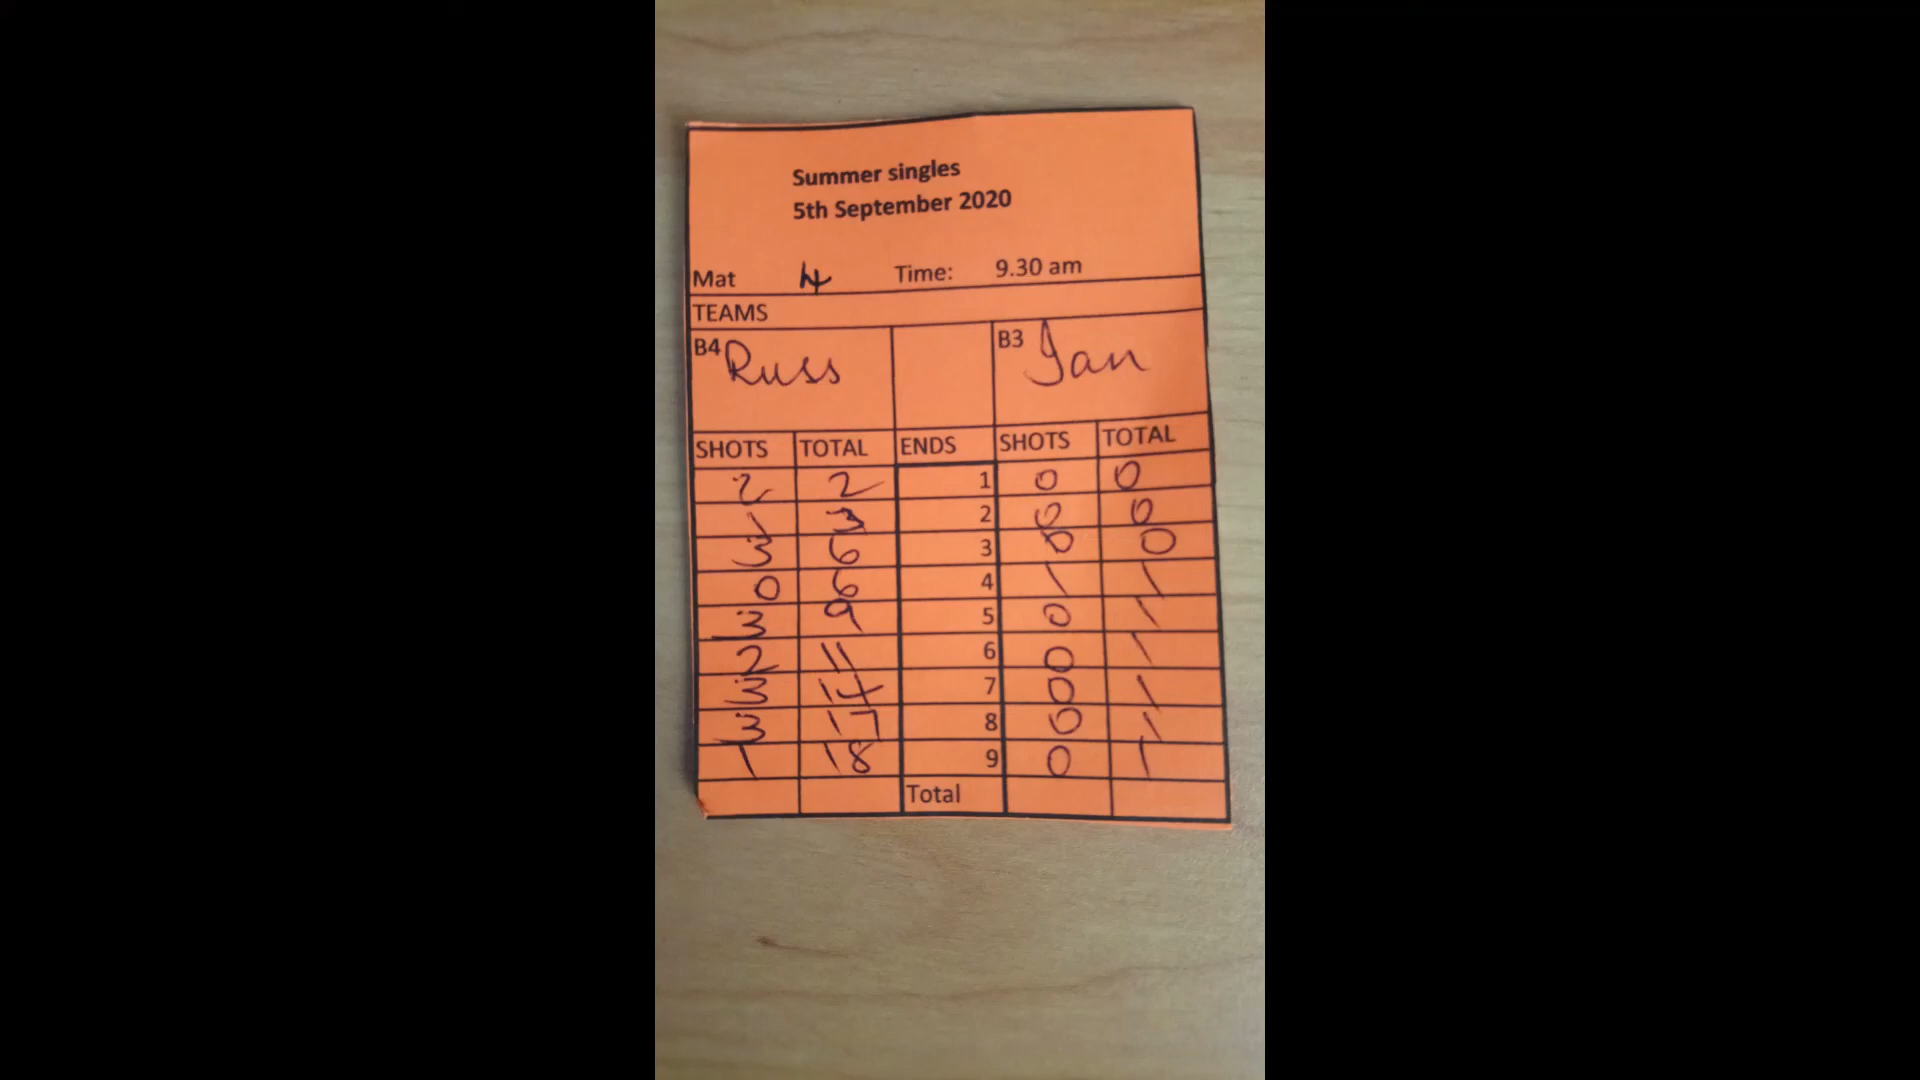 Summer singles
5th September 2020
Mat 4 Time: 9.30 am
TEAMS
B4 Russ B3 Jan
SHOTS TOTAL ENDS SHOTS TOTAL
2 2 1 0 0
1 3 2 0 0
3 6 3 0 0
0 6 4 1 1
3 9 5 0 1
2 11 6 0 1
3 14 7 0 1
3 17 8 0 1
1 18 9 0 1
Total